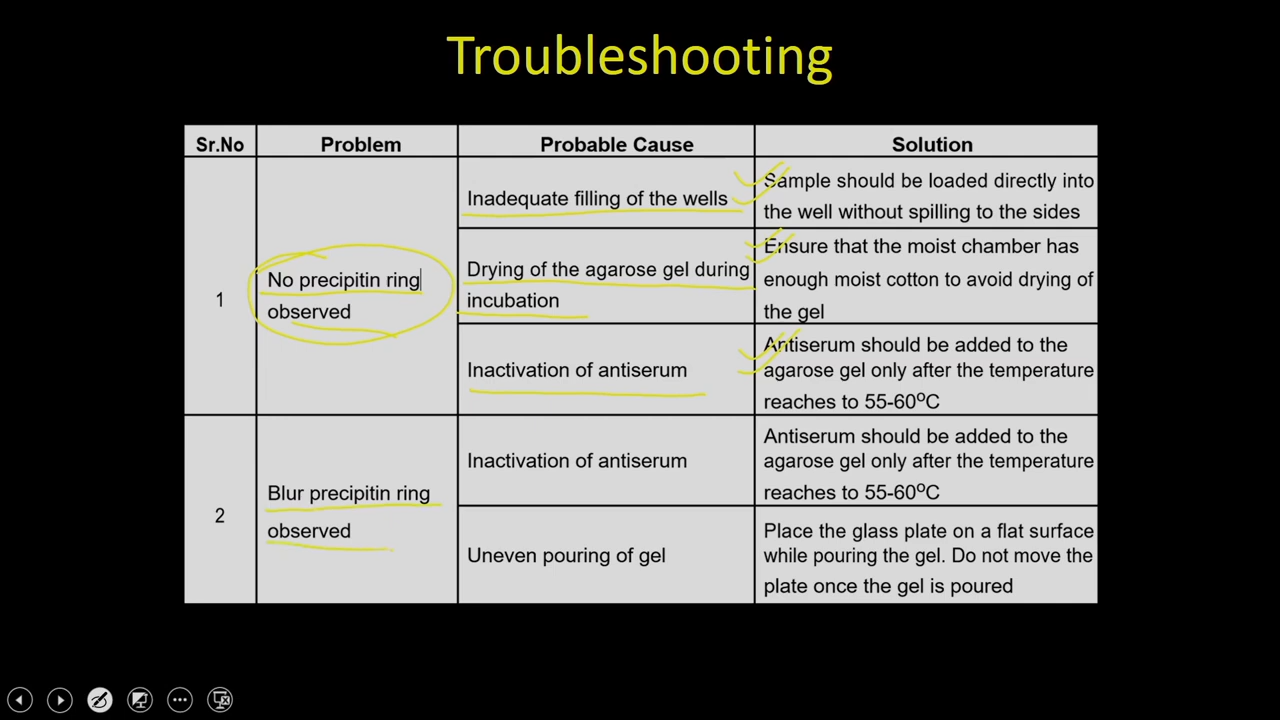 Troubleshooting
Sr.No Problem Probable Cause Solution
1
No precipitin ring
observed
Inadequate filling of the wells
Sample should be loaded directly into
the well without spilling to the sides
Drying of the agarose gel during
incubation
Ensure that the moist chamber has
enough moist cotton to avoid drying of
the gel
Inactivation of antiserum
Antiserum should be added to the
agarose gel only after the temperature
reaches to 55-60⁰C
2
Blur precipitin ring
observed
Inactivation of antiserum
Antiserum should be added to the
agarose gel only after the temperature
reaches to 55-60⁰C
Uneven pouring of gel
Place the glass plate on a flat surface
while pouring the gel. Do not move the
plate once the gel is poured